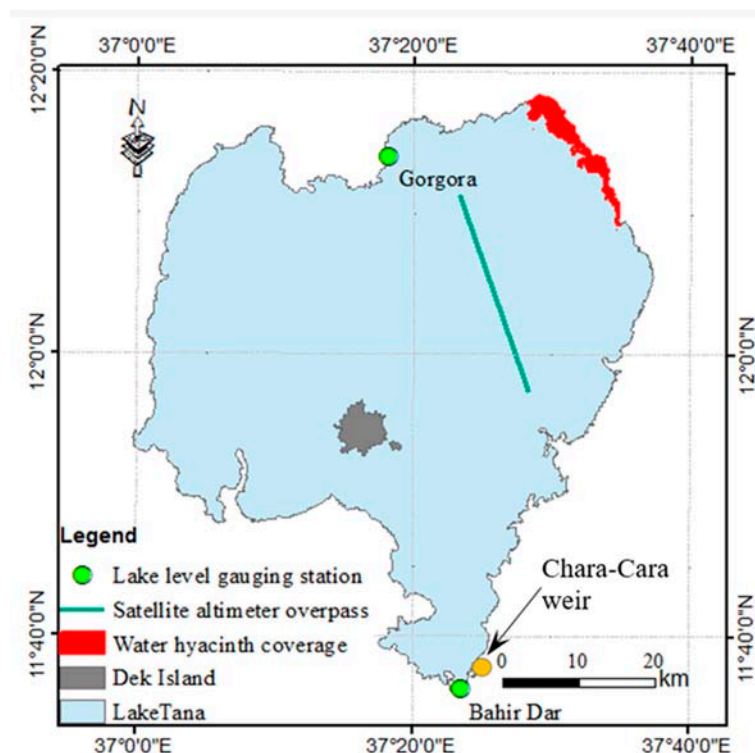 37°0'0"E
37°20'0"E
37°40'0"E
12°20'0"N
12°20'0"N
N
Gorgora
12°0'0"N
12°0'0"N
Legend
Lake level gauging station
Satellite altimeter overpass
Water hyacinth coverage
Dek Island
LakeTana
Chara-Cara
weir
11°40'0"N
11°40'0"N
0 10 20
km
Bahir Dar
37°0'0"E
37°20'0"E
37°40'0"E